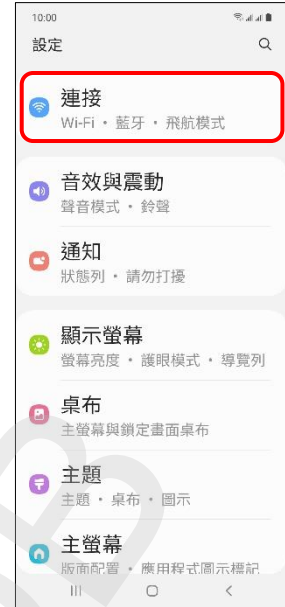 10:00
設定
連接
Wi-Fi • 藍牙 • 飛航模式
音效與震動
聲音模式 • 鈴聲
通知
狀態列 • 請勿打擾
顯示螢幕
螢幕亮度 • 護眼模式 • 導覽列
桌布
主螢幕與鎖定畫面桌布
主題
主題 • 桌布 • 圖示
主螢幕
版面配置 • 應用程式圖示標記